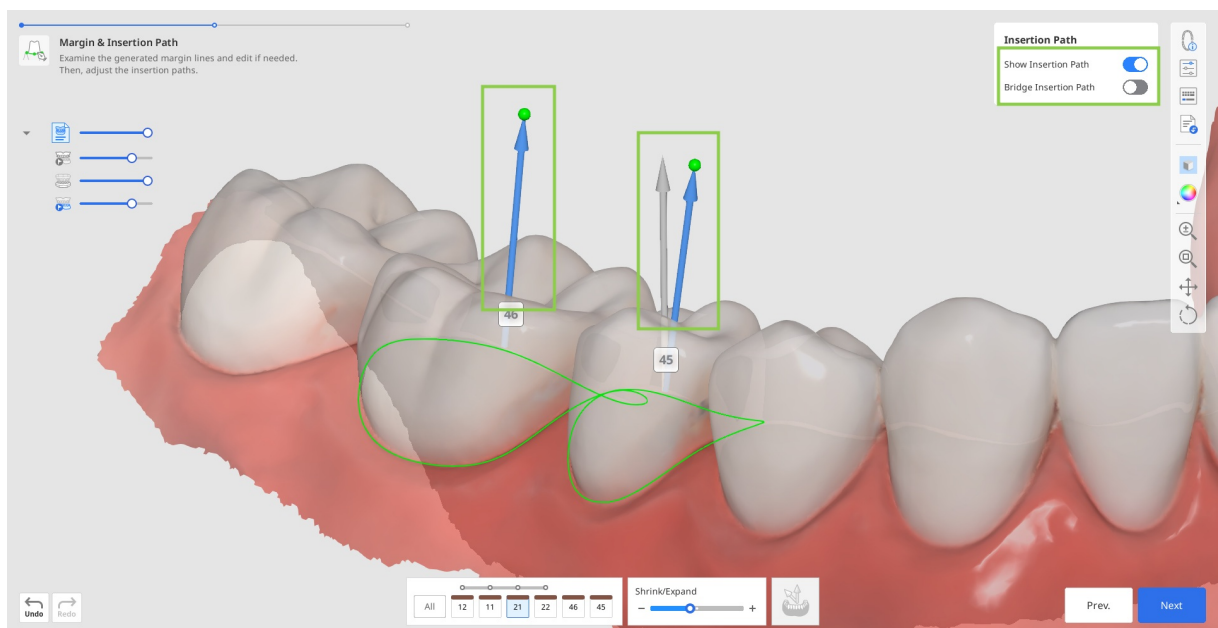 Margin & Insertion Path
Examine the generated margin lines and edit if needed.
Then, adjust the insertion paths.
Insertion Path
Show Insertion Path
Bridge Insertion Path
46
45
Undo
Redo
All
12
11
21
22
46
45
Shrink/Expand
Prev.
Next